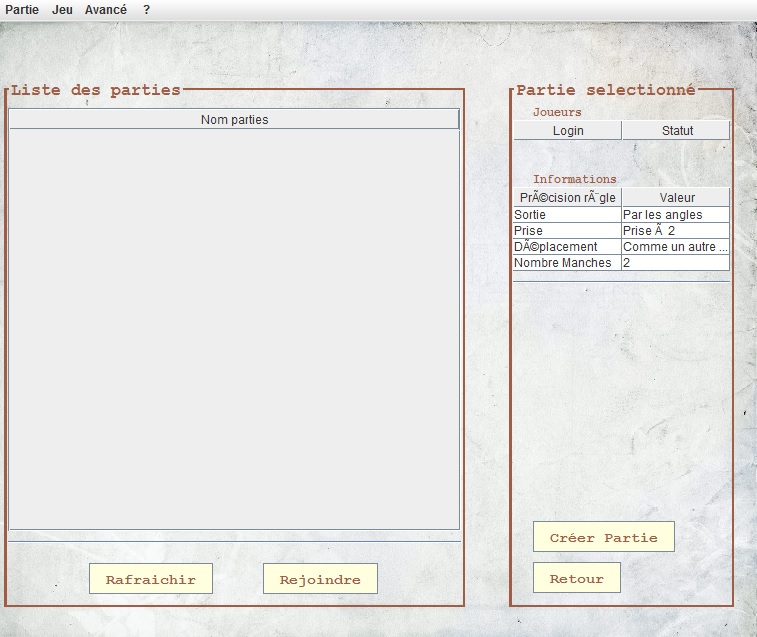 Partie Jeu Avancé ?
Liste des parties
Nom parties
Rafraichir Rejoindre
Partie selectionné
Joueurs
Login Statut
Informations
PrÃ©cision rÃ¨gle Valeur
Sortie Par les angles
Prise Prise Ã  2
DÃ©placement Comme un autre ...
Nombre Manches 2
Créer Partie
Retour